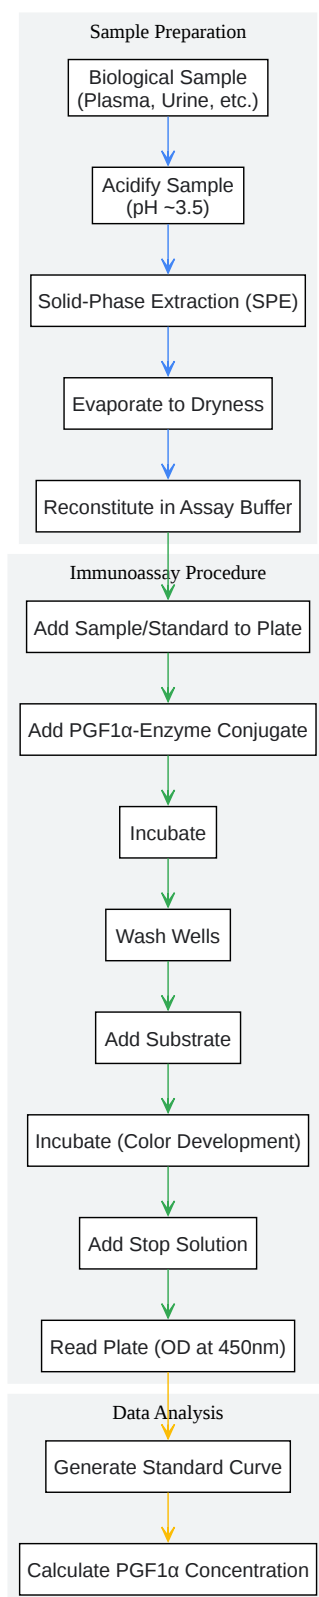 Sample Preparation
Biological Sample
(Plasma, Urine, etc.)
Acidify Sample
(pH ~3.5)
Solid-Phase Extraction (SPE)
Evaporate to Dryness
Reconstitute in Assay Buffer
Immunoassay Procedure
Add Sample/Standard to Plate
Add PGF1α-Enzyme Conjugate
Incubate
Wash Wells
Add Substrate
Incubate (Color Development)
Add Stop Solution
Read Plate (OD at 450nm)
Data Analysis
Generate Standard Curve
Calculate PGF1α Concentration